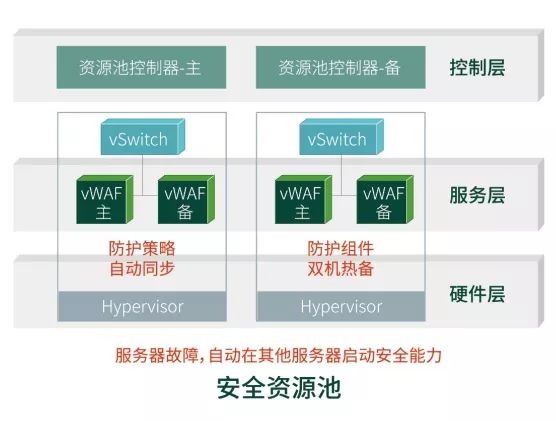 资源池控制器-主
资源池控制器-备
控制层
vSwitch
vSwitch
vWAF
主
vWAF
备
vWAF
主
vWAF
备
服务层
防护策略
自动同步
防护组件
双机热备
Hypervisor
Hypervisor
硬件层
服务器故障,自动在其他服务器启动安全能力
安全资源池